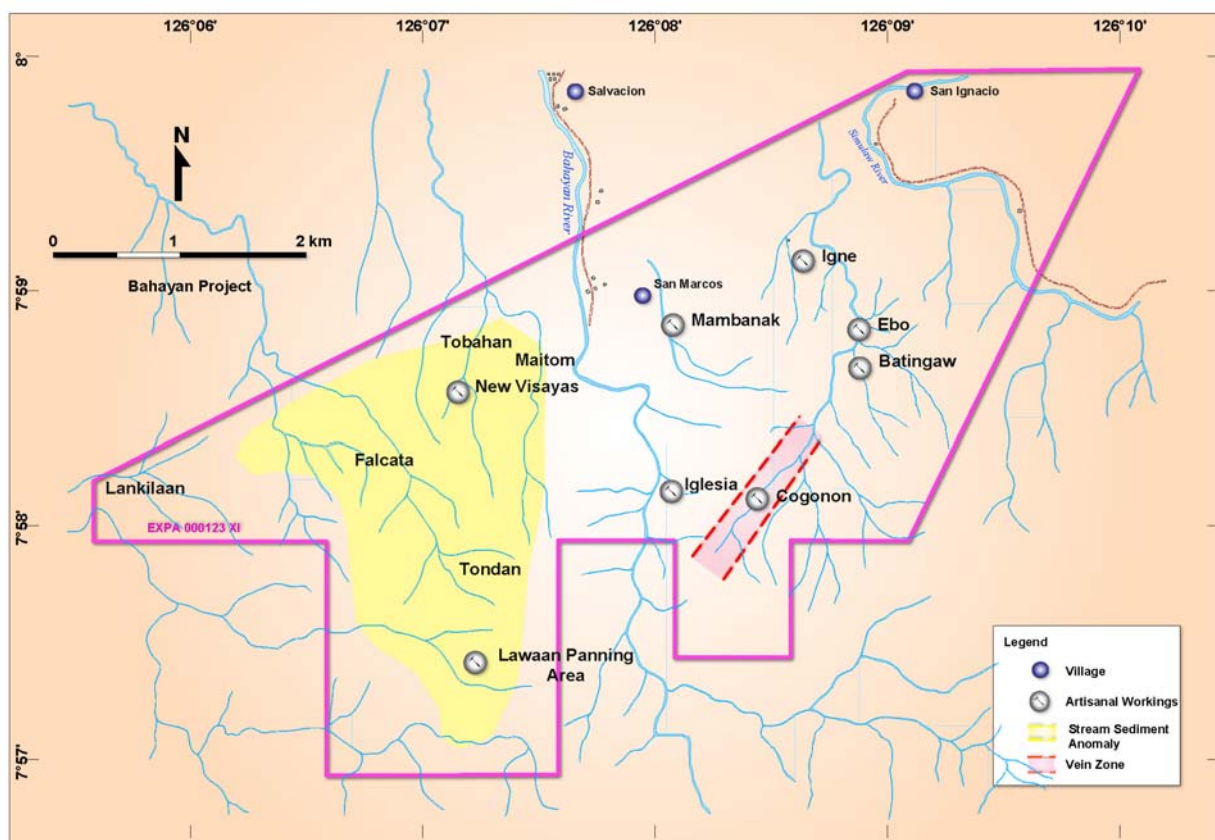 126°06'
126°07'
126°08'
126°09'
126°10'
8°
Salvacion
San Ignacio
N
Bahayan River
Simulaw River
0 1 2 km
Igne
7°59'
Bahayan Project
San Marcos
Mambanak
Ebo
Tobahan
Maitom
Batingaw
New Visayas
Falcata
Iglesia
Lankilaan
Cogonon
7°58'
EXPA 000123 XI
Tondan
Lawaan Panning
Area
7°57'
Legend
Village
Artisanal Workings
Stream Sediment
Anomaly
Vein Zone